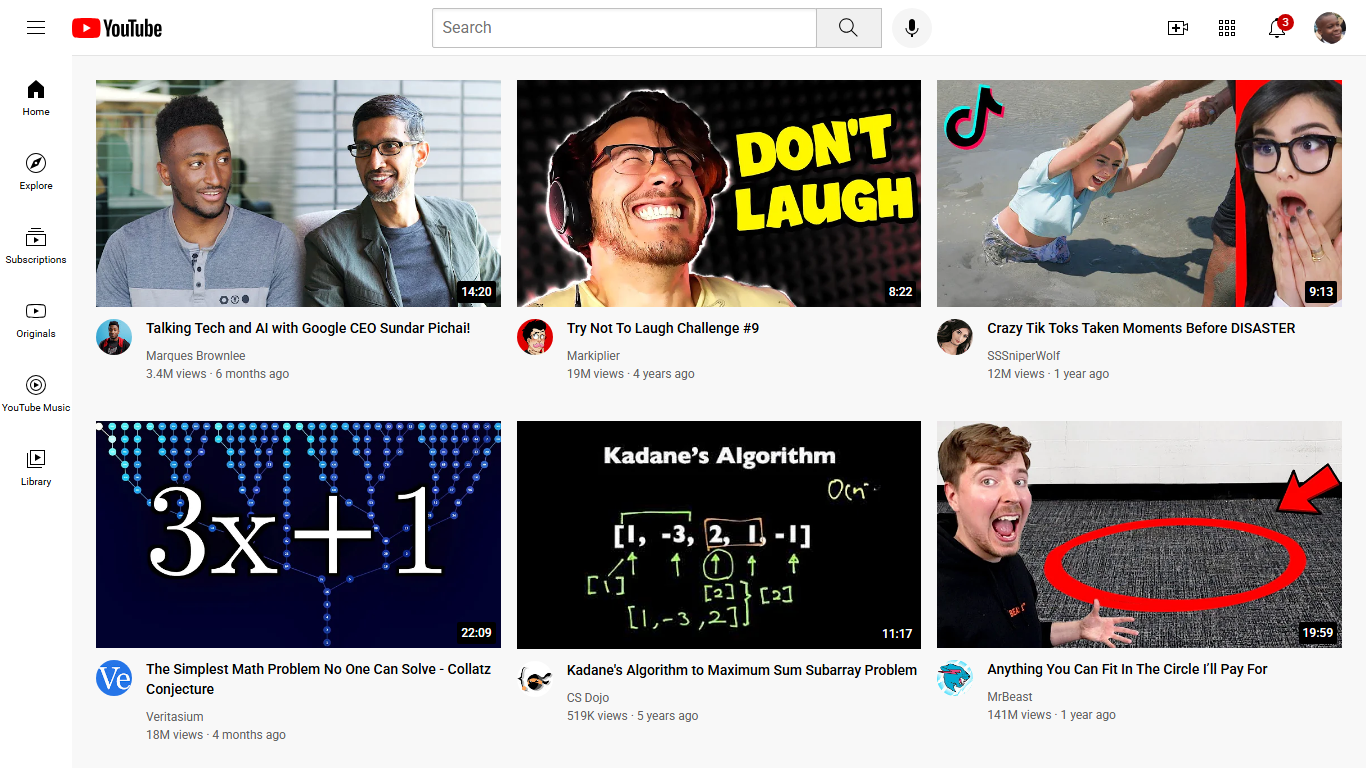 YouTube
Search
3
Home
Explore
Subscriptions
Originals
YouTube Music
Library
14:20
Talking Tech and AI with Google CEO Sundar Pichai!
Marques Brownlee
3.4M views · 6 months ago
DON'T
LAUGH
8:22
Try Not To Laugh Challenge #9
Markiplier
19M views · 4 years ago
9:13
Crazy Tik Toks Taken Moments Before DISASTER
SSSniperWolf
12M views · 1 year ago
3x+1
22:09
Ve
The Simplest Math Problem No One Can Solve - Collatz
Conjecture
Veritasium
18M views · 4 months ago
Kadane's Algorithm
[1, -3, 2, 1, -1]
[1]
[2]
[2]
[1,-3,2]
11:17
Kadane's Algorithm to Maximum Sum Subarray Problem
CS Dojo
519K views · 5 years ago
19:59
Anything You Can Fit In The Circle I’ll Pay For
MrBeast
141M views · 1 year ago